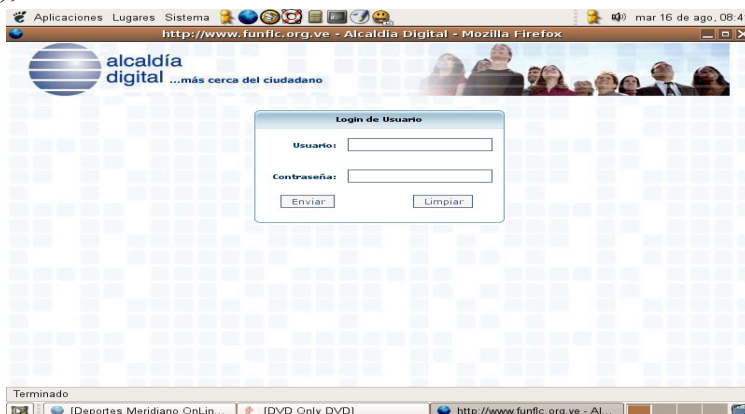 Aplicaciones Lugares Sistema mar 16 de ago, 08:4
http://www.funflc.org.ve - Alcaldia Digital - Mozilla Firefox
alcaldía
digital ...más cerca del ciudadano
Login de Usuario
Usuario:
Contraseña:
Enviar Limpiar
Terminado
[Deportes Meridiano OnLin... [DVD Only DVD] http://www.funflc.org.ve - Al...